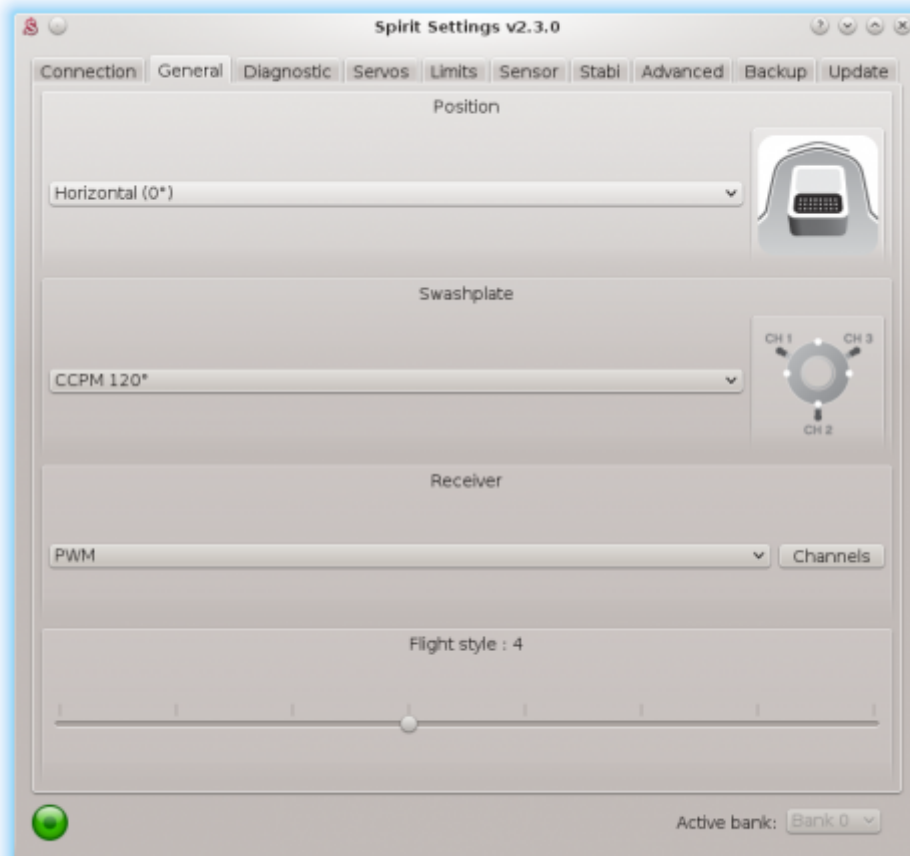 Spirit Settings v2.3.0
Connection General Diagnostic Servos Limits Sensor Stabi Advanced Backup Update
Position
Horizontal (0°)
Swashplate
CH 1 CH 3
CCPM 120°
CH 2
Receiver
PWM Channels
Flight style : 4
Active bank: Bank 0